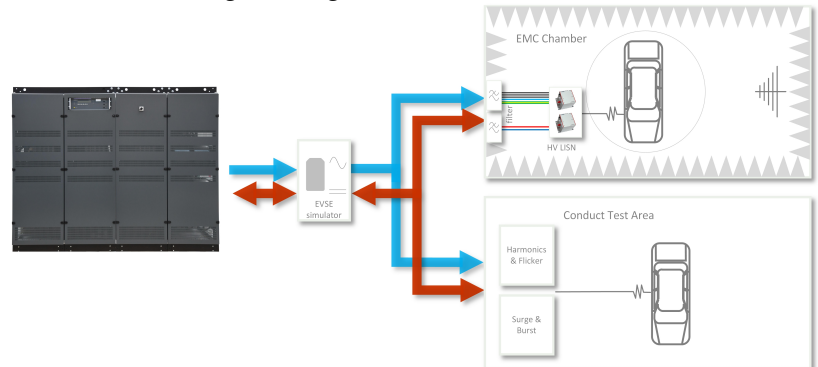 EMC Chamber
filter
HV LISN
EVSE
simulator
Conduct Test Area
Harmonics
& Flicker
Surge &
Burst